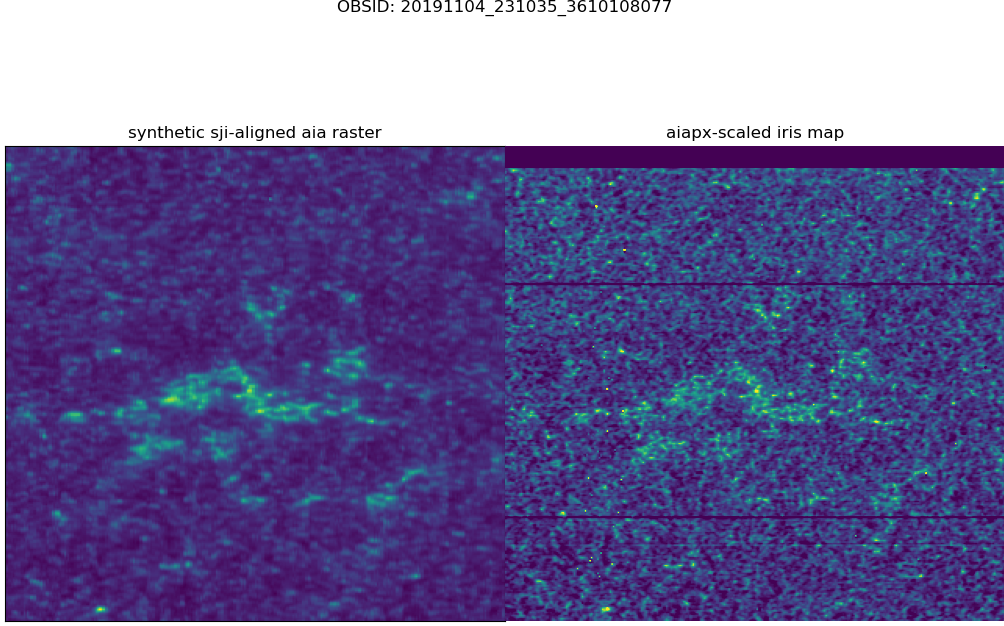 OBSID: 20191104_231035_3610108077
synthetic sji-aligned aia raster
aiapx-scaled iris map